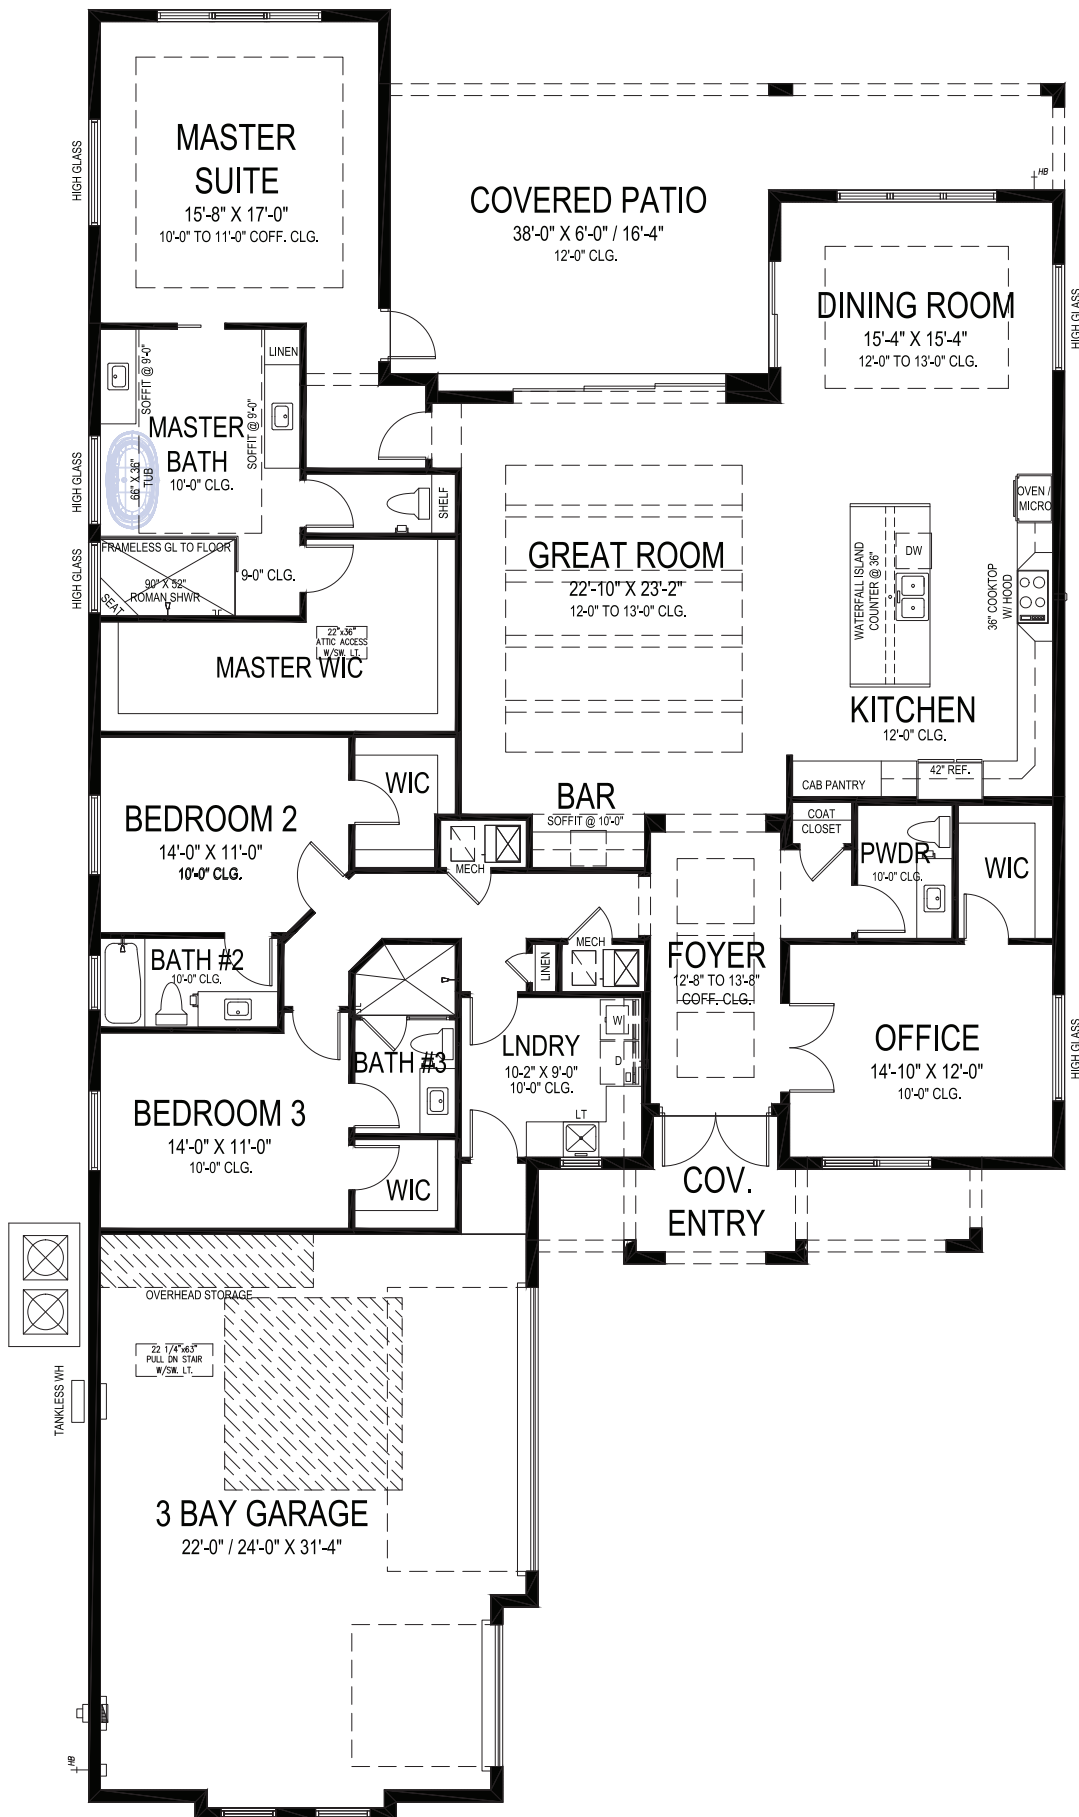 MASTER
SUITE
15'-8" X 17'-0"
10'-0" TO 11'-0" COFF. CLG.
HIGH GLASS
COVERED PATIO
38'-0" X 6'-0" / 16'-4"
12'-0" CLG.
HB
DINING ROOM
15'-4" X 15'-4"
12'-0" TO 13'-0" CLG.
HIGH GLASS
LINEN
SOFFIT @ 9'-0"
SOFFIT @ 9'-0"
MASTER
BATH
10'-0" CLG.
66" X 36"
TUB
HIGH GLASS
SHELF
FRAMELESS GL TO FLOOR
90" X 52"
ROMAN SHWR
SEAT
9-0" CLG.
HIGH GLASS
GREAT ROOM
22'-10" X 23'-2"
12-0" TO 13'-0" CLG.
OVEN /
MICRO
DW
WATERFALL ISLAND
COUNTER @ 36"
36" COOKTOP
W/ HOOD
22"x36"
ATTIC ACCESS
W/SW. LT.
MASTER WIC
KITCHEN
12'-0" CLG.
42" REF.
CAB PANTRY
WIC
BAR
SOFFIT @ 10'-0"
BEDROOM 2
14'-0" X 11'-0"
10'-0" CLG.
MECH
COAT
CLOSET
PWDR
10'-0" CLG.
WIC
BATH #2
10'-0" CLG.
LINEN
MECH
FOYER
12'-8" TO 13'-8"
COFF. CLG.
LNDRY
10-2" X 9'-0"
10'-0" CLG.
W
D
LT
OFFICE
14'-10" X 12'-0"
10'-0" CLG.
HIGH GLASS
BATH #3
BEDROOM 3
14'-0" X 11'-0"
10'-0" CLG.
WIC
COV.
ENTRY
OVERHEAD STORAGE
22 1/4"x63"
PULL DN STAIR
W/SW. LT.
TANKLESS WH
3 BAY GARAGE
22'-0" / 24'-0" X 31'-4"
HB